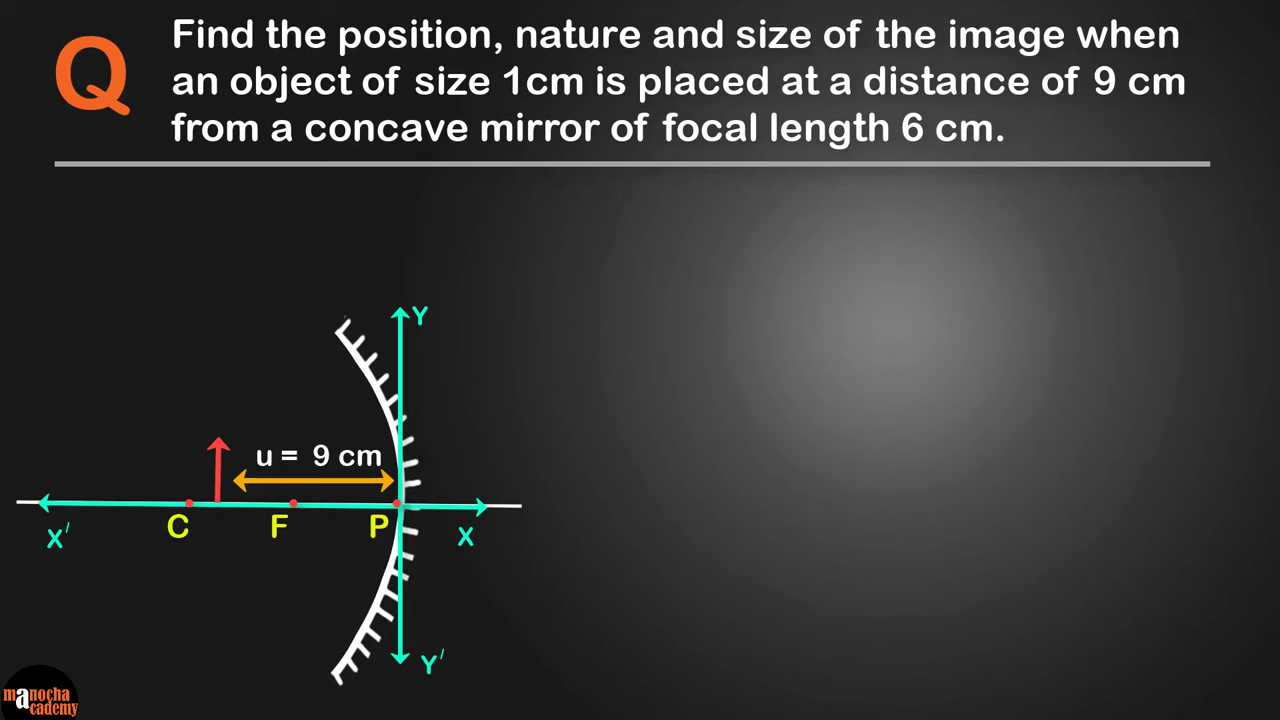 Q
Find the position, nature and size of the image when
an object of size 1cm is placed at a distance of 9 cm
from a concave mirror of focal length 6 cm.
Y
u = 9 cm
C
F
P
X'
X
Y'
manocha
academy